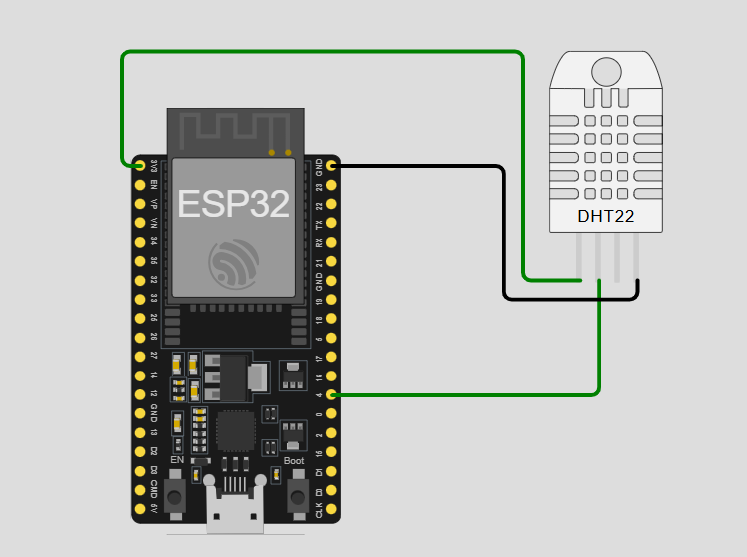 ESP32
DHT22
3V3
EN
VP
VN
34
35
32
33
25
26
27
14
12
GND
13
D2
D3
CMD
5V
GND
23
22
TX
RX
21
GND
19
18
5
17
16
4
0
2
15
D1
D0
CLK
EN
Boot